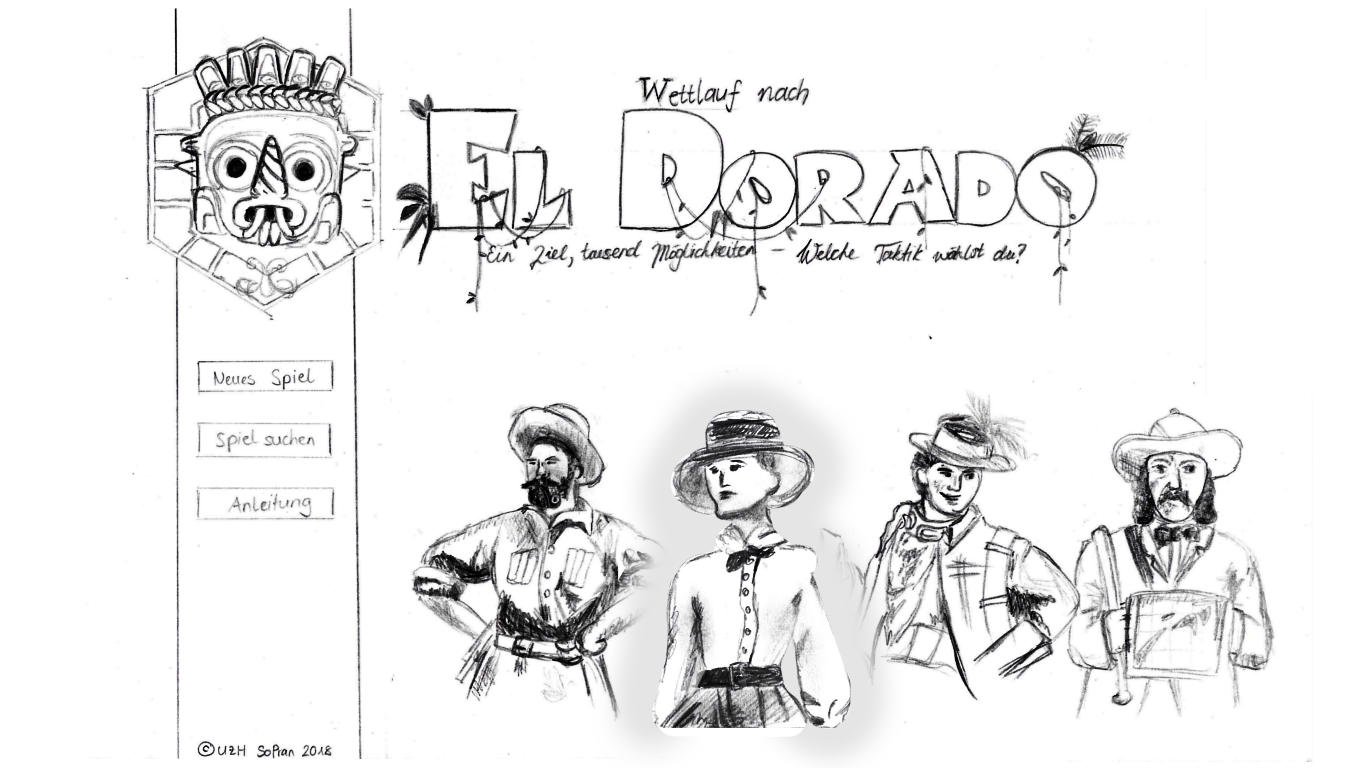 Wettlauf nach
EL DORADO
Ein Ziel, tausend Möglichkeiten – Welche Taktik wählst du?
Neues Spiel
Spiel suchen
Anleitung
© UZH SoPran 2018